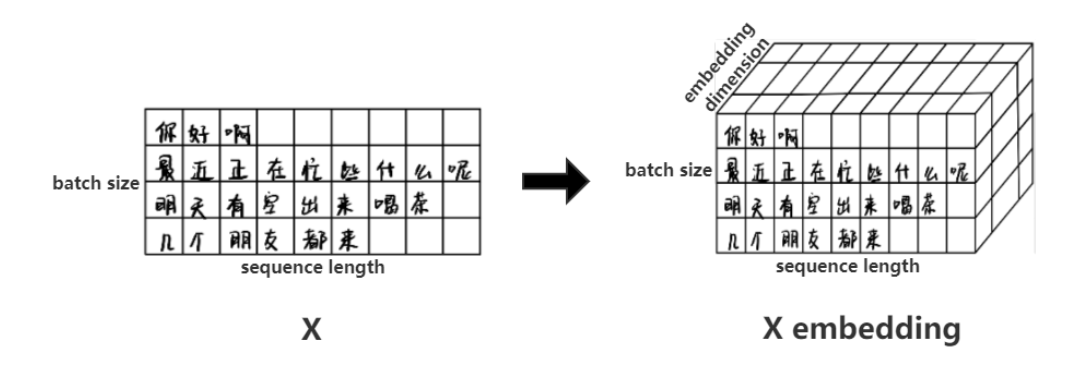 embedding
dimension
batch size
你好啊
最近正在忙些什么呢
明天有空出来喝茶
几个朋友都来
sequence length
X
batch size
你好啊
最近正在忙些什么呢
明天有空出来喝茶
几个朋友都来
sequence length
X embedding